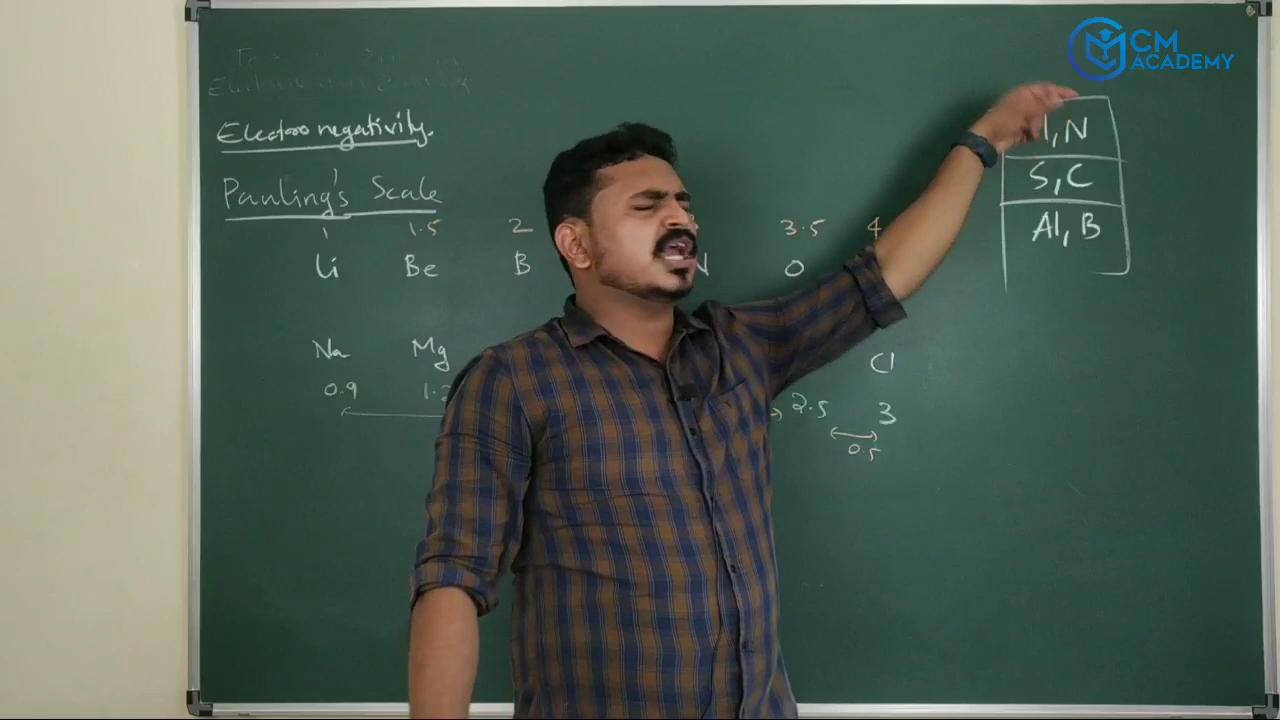 CM
ACADEMY
Electronegativity.
Pauling's Scale
1 1.5 2 3.5 4
Li Be B N O
Na Mg Cl
0.9 2.5 3
0.5
,N
S,C
Al, B